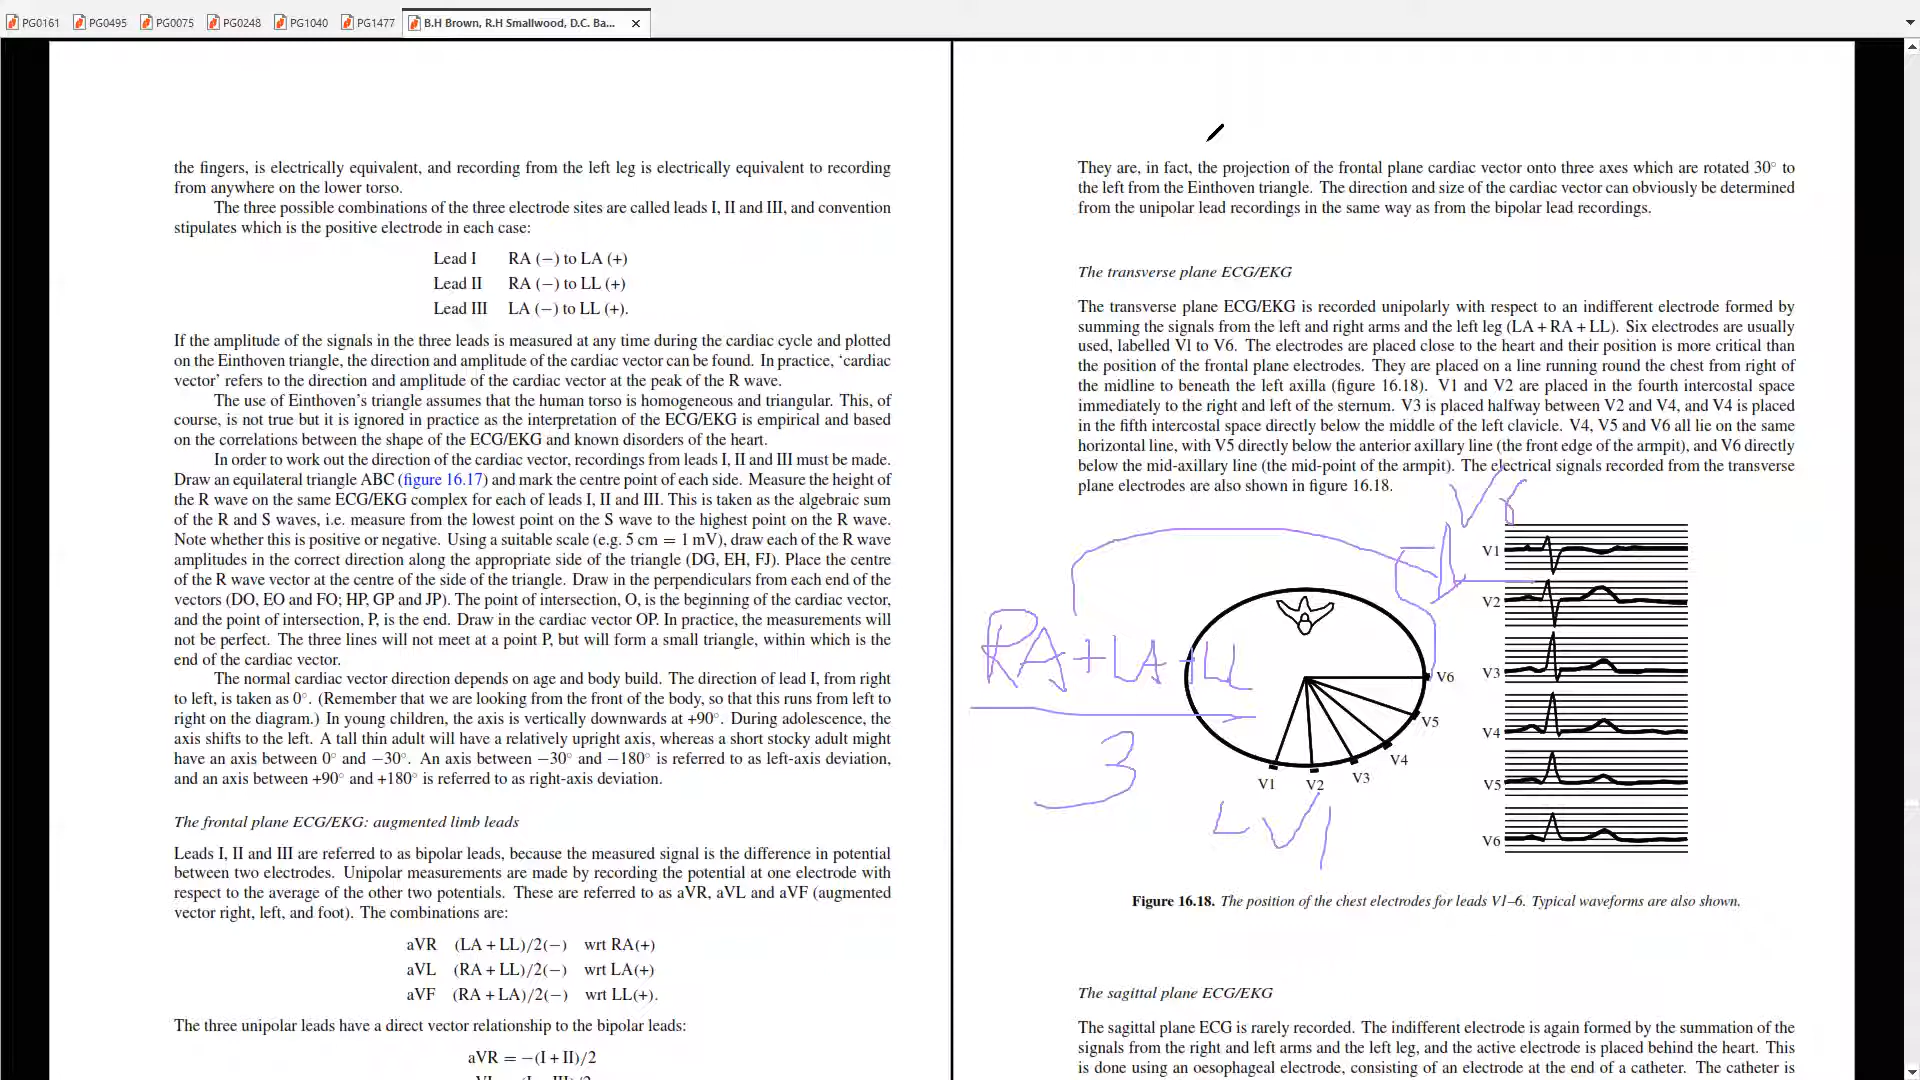 PG0161 PG0495 PG0075 PG0248 PG1040 PG1477 B.H Brown, R.H Smallwood, D.C. Ba...
the fingers, is electrically equivalent, and recording from the left leg is electrically equivalent to recording
from anywhere on the lower torso.
The three possible combinations of the three electrode sites are called leads I, II and III, and convention
stipulates which is the positive electrode in each case:
Lead I RA (−) to LA (+)
Lead II RA (−) to LL (+)
Lead III LA (−) to LL (+).
If the amplitude of the signals in the three leads is measured at any time during the cardiac cycle and plotted
on the Einthoven triangle, the direction and amplitude of the cardiac vector can be found. In practice, ‘cardiac
vector’ refers to the direction and amplitude of the cardiac vector at the peak of the R wave.
The use of Einthoven’s triangle assumes that the human torso is homogeneous and triangular. This, of
course, is not true but it is ignored in practice as the interpretation of the ECG/EKG is empirical and based
on the correlations between the shape of the ECG/EKG and known disorders of the heart.
In order to work out the direction of the cardiac vector, recordings from leads I, II and III must be made.
Draw an equilateral triangle ABC (figure 16.17) and mark the centre point of each side. Measure the height of
the R wave on the same ECG/EKG complex for each of leads I, II and III. This is taken as the algebraic sum
of the R and S waves, i.e. measure from the lowest point on the S wave to the highest point on the R wave.
Note whether this is positive or negative. Using a suitable scale (e.g. 5 cm = 1 mV), draw each of the R wave
amplitudes in the correct direction along the appropriate side of the triangle (DG, EH, FJ). Place the centre
of the R wave vector at the centre of the side of the triangle. Draw in the perpendiculars from each end of the
vectors (DO, EO and FO; HP, GP and JP). The point of intersection, O, is the beginning of the cardiac vector,
and the point of intersection, P, is the end. Draw in the cardiac vector OP. In practice, the measurements will
not be perfect. The three lines will not meet at a point P, but will form a small triangle, within which is the
end of the cardiac vector.
The normal cardiac vector direction depends on age and body build. The direction of lead I, from right
to left, is taken as 0°. (Remember that we are looking from the front of the body, so that this runs from left to
right on the diagram.) In young children, the axis is vertically downwards at +90°. During adolescence, the
axis shifts to the left. A tall thin adult will have a relatively upright axis, whereas a short stocky adult might
have an axis between 0° and −30°. An axis between −30° and −180° is referred to as left-axis deviation,
and an axis between +90° and +180° is referred to as right-axis deviation.
The frontal plane ECG/EKG: augmented limb leads
Leads I, II and III are referred to as bipolar leads, because the measured signal is the difference in potential
between two electrodes. Unipolar measurements are made by recording the potential at one electrode with
respect to the average of the other two potentials. These are referred to as aVR, aVL and aVF (augmented
vector right, left, and foot). The combinations are:
aVR (LA + LL)/2(−) wrt RA(+)
aVL (RA + LL)/2(−) wrt LA(+)
aVF (RA + LA)/2(−) wrt LL(+).
The three unipolar leads have a direct vector relationship to the bipolar leads:
aVR = −(I + II)/2
They are, in fact, the projection of the frontal plane cardiac vector onto three axes which are rotated 30° to
the left from the Einthoven triangle. The direction and size of the cardiac vector can obviously be determined
from the unipolar lead recordings in the same way as from the bipolar lead recordings.
The transverse plane ECG/EKG
The transverse plane ECG/EKG is recorded unipolarly with respect to an indifferent electrode formed by
summing the signals from the left and right arms and the left leg (LA + RA + LL). Six electrodes are usually
used, labelled Vl to V6. The electrodes are placed close to the heart and their position is more critical than
the position of the frontal plane electrodes. They are placed on a line running round the chest from right of
the midline to beneath the left axilla (figure 16.18). V1 and V2 are placed in the fourth intercostal space
immediately to the right and left of the sternum. V3 is placed halfway between V2 and V4, and V4 is placed
in the fifth intercostal space directly below the middle of the left clavicle. V4, V5 and V6 all lie on the same
horizontal line, with V5 directly below the anterior axillary line (the front edge of the armpit), and V6 directly
below the mid-axillary line (the mid-point of the armpit). The electrical signals recorded from the transverse
plane electrodes are also shown in figure 16.18.
V6
V1
V2
RA+LA+LL
V6
V3
V5
V4
3
V4
V3
V1 V2
V5
V1
V6
Figure 16.18. The position of the chest electrodes for leads V1–6. Typical waveforms are also shown.
The sagittal plane ECG/EKG
The sagittal plane ECG is rarely recorded. The indifferent electrode is again formed by the summation of the
signals from the right and left arms and the left leg, and the active electrode is placed behind the heart. This
is done using an oesophageal electrode, consisting of an electrode at the end of a catheter. The catheter is